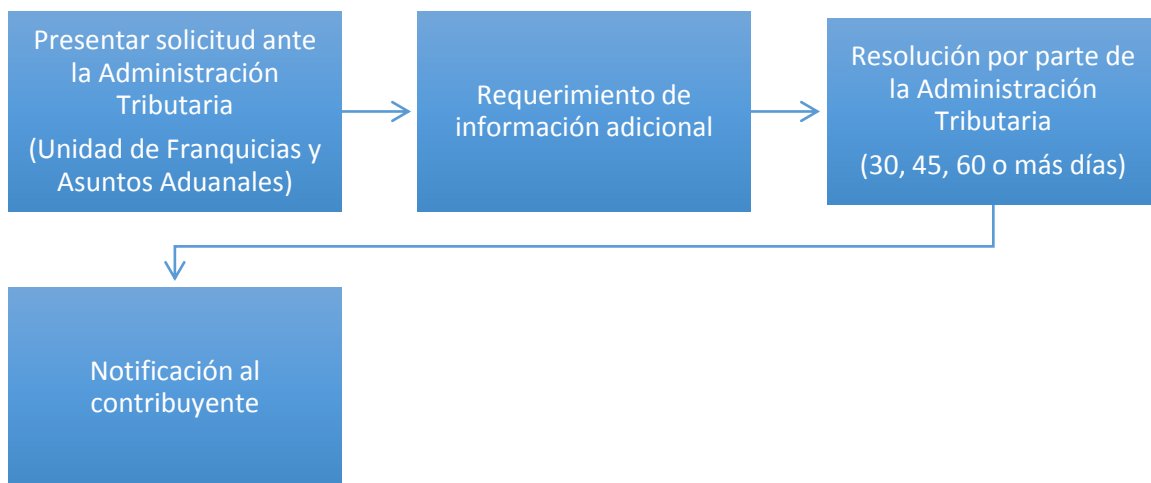 Presentar solicitud ante
la Administración
Tributaria
(Unidad de Franquicias y
Asuntos Aduanales)
Requerimiento de
información adicional
Resolución por parte de
la Administración
Tributaria
(30, 45, 60 o más días)
Notificación al
contribuyente